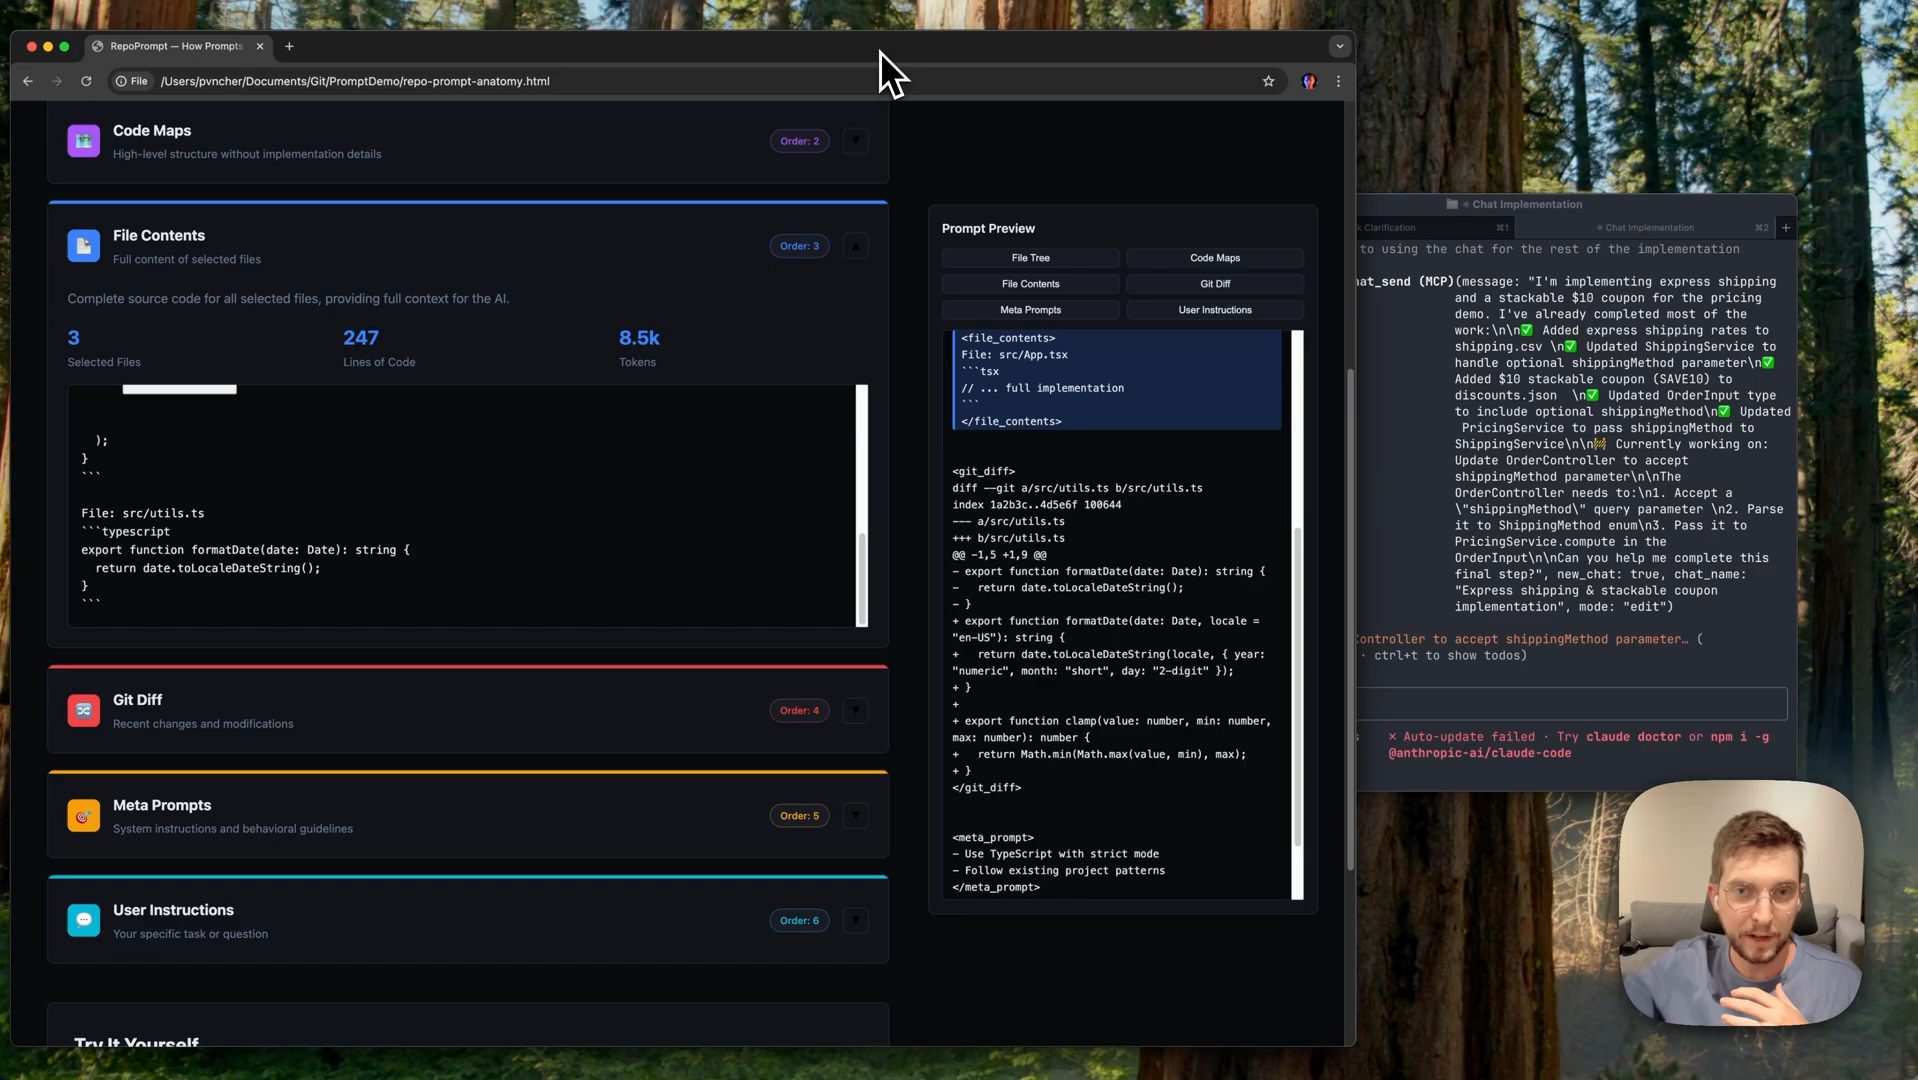 RepoPrompt — How Prompts
File
/Users/pvncher/Documents/Git/PromptDemo/repo-prompt-anatomy.html
Code Maps
High-level structure without implementation details
Order: 2
File Contents
Full content of selected files
Order: 3
Complete source code for all selected files, providing full context for the AI.
3
Selected Files
247
Lines of Code
8.5k
Tokens
);
}
```
File: src/utils.ts
```typescript
export function formatDate(date: Date): string {
return date.toLocaleDateString();
}
```
Git Diff
Recent changes and modifications
Order: 4
Meta Prompts
System instructions and behavioral guidelines
Order: 5
User Instructions
Your specific task or question
Order: 6
Try It Yourself
Prompt Preview
File Tree
Code Maps
File Contents
Git Diff
Meta Prompts
User Instructions
<file_contents>
File: src/App.tsx
```tsx
// ... full implementation
```
</file_contents>
<git_diff>
diff --git a/src/utils.ts b/src/utils.ts
index 1a2b3c..4d5e6f 100644
--- a/src/utils.ts
+++ b/src/utils.ts
@@ -1,5 +1,9 @@
- export function formatDate(date: Date): string {
-   return date.toLocaleDateString();
- }
+ export function formatDate(date: Date, locale =
"en-US"): string {
+   return date.toLocaleDateString(locale, { year:
"numeric", month: "short", day: "2-digit" });
+ }
+
+ export function clamp(value: number, min: number,
max: number): number {
+   return Math.min(Math.max(value, min), max);
+ }
</git_diff>
<meta_prompt>
- Use TypeScript with strict mode
- Follow existing project patterns
</meta_prompt>
Chat Implementation
k Clarification
⌘1
Chat Implementation
⌘2
to using the chat for the rest of the implementation
hat_send (MCP)(message: "I'm implementing express shipping
and a stackable $10 coupon for the pricing
demo. I've already completed most of the
work:\n\n✅ Added express shipping rates to
shipping.csv \n✅ Updated ShippingService to
handle optional shippingMethod parameter\n✅
Added $10 stackable coupon (SAVE10) to
discounts.json  \n✅ Updated OrderInput type
to include optional shippingMethod\n✅ Updated
PricingService to pass shippingMethod to
ShippingService\n\n🚧 Currently working on:
Update OrderController to accept
shippingMethod parameter\n\nThe
OrderController needs to:\n1. Accept a
\"shippingMethod\" query parameter \n2. Parse
it to ShippingMethod enum\n3. Pass it to
PricingService.compute in the
OrderInput\n\nCan you help me complete this
final step?", new_chat: true, chat_name:
"Express shipping & stackable coupon
implementation", mode: "edit")
Controller to accept shippingMethod parameter… (
· ctrl+t to show todos)
s
✕ Auto-update failed · Try claude doctor or npm i -g
@anthropic-ai/claude-code